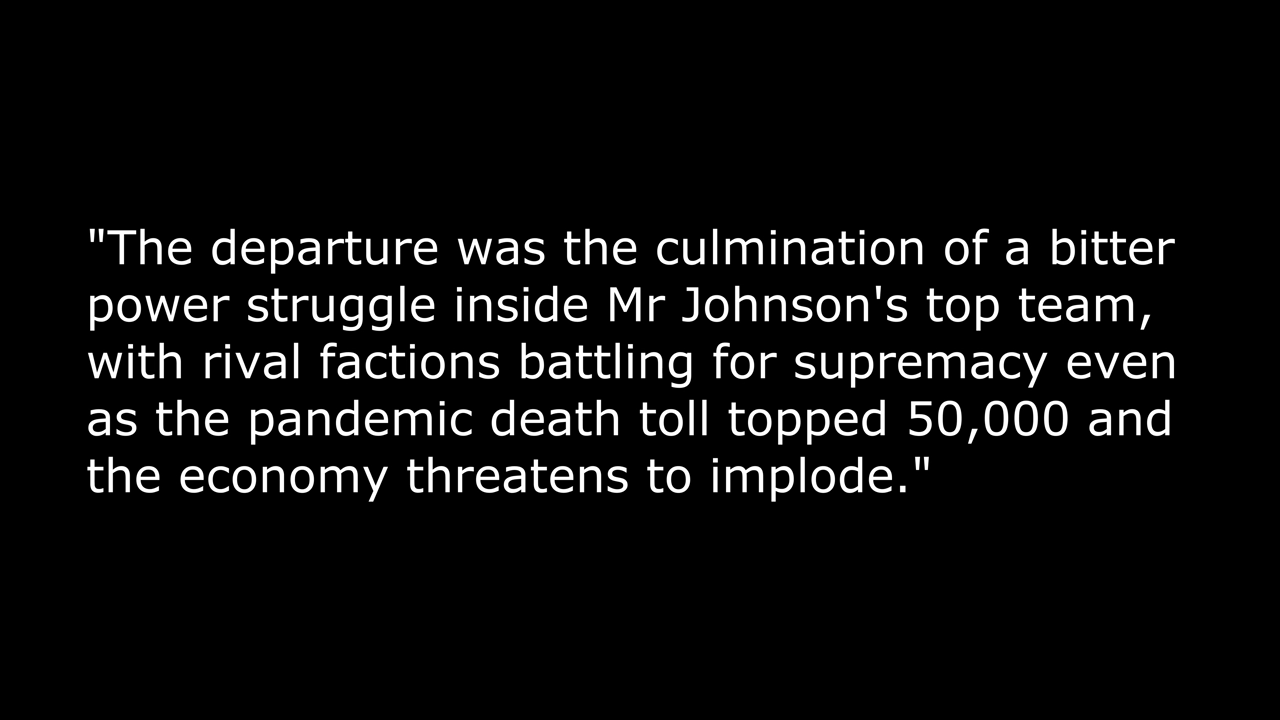 "The departure was the culmination of a bitter
power struggle inside Mr Johnson's top team,
with rival factions battling for supremacy even
as the pandemic death toll topped 50,000 and
the economy threatens to implode."